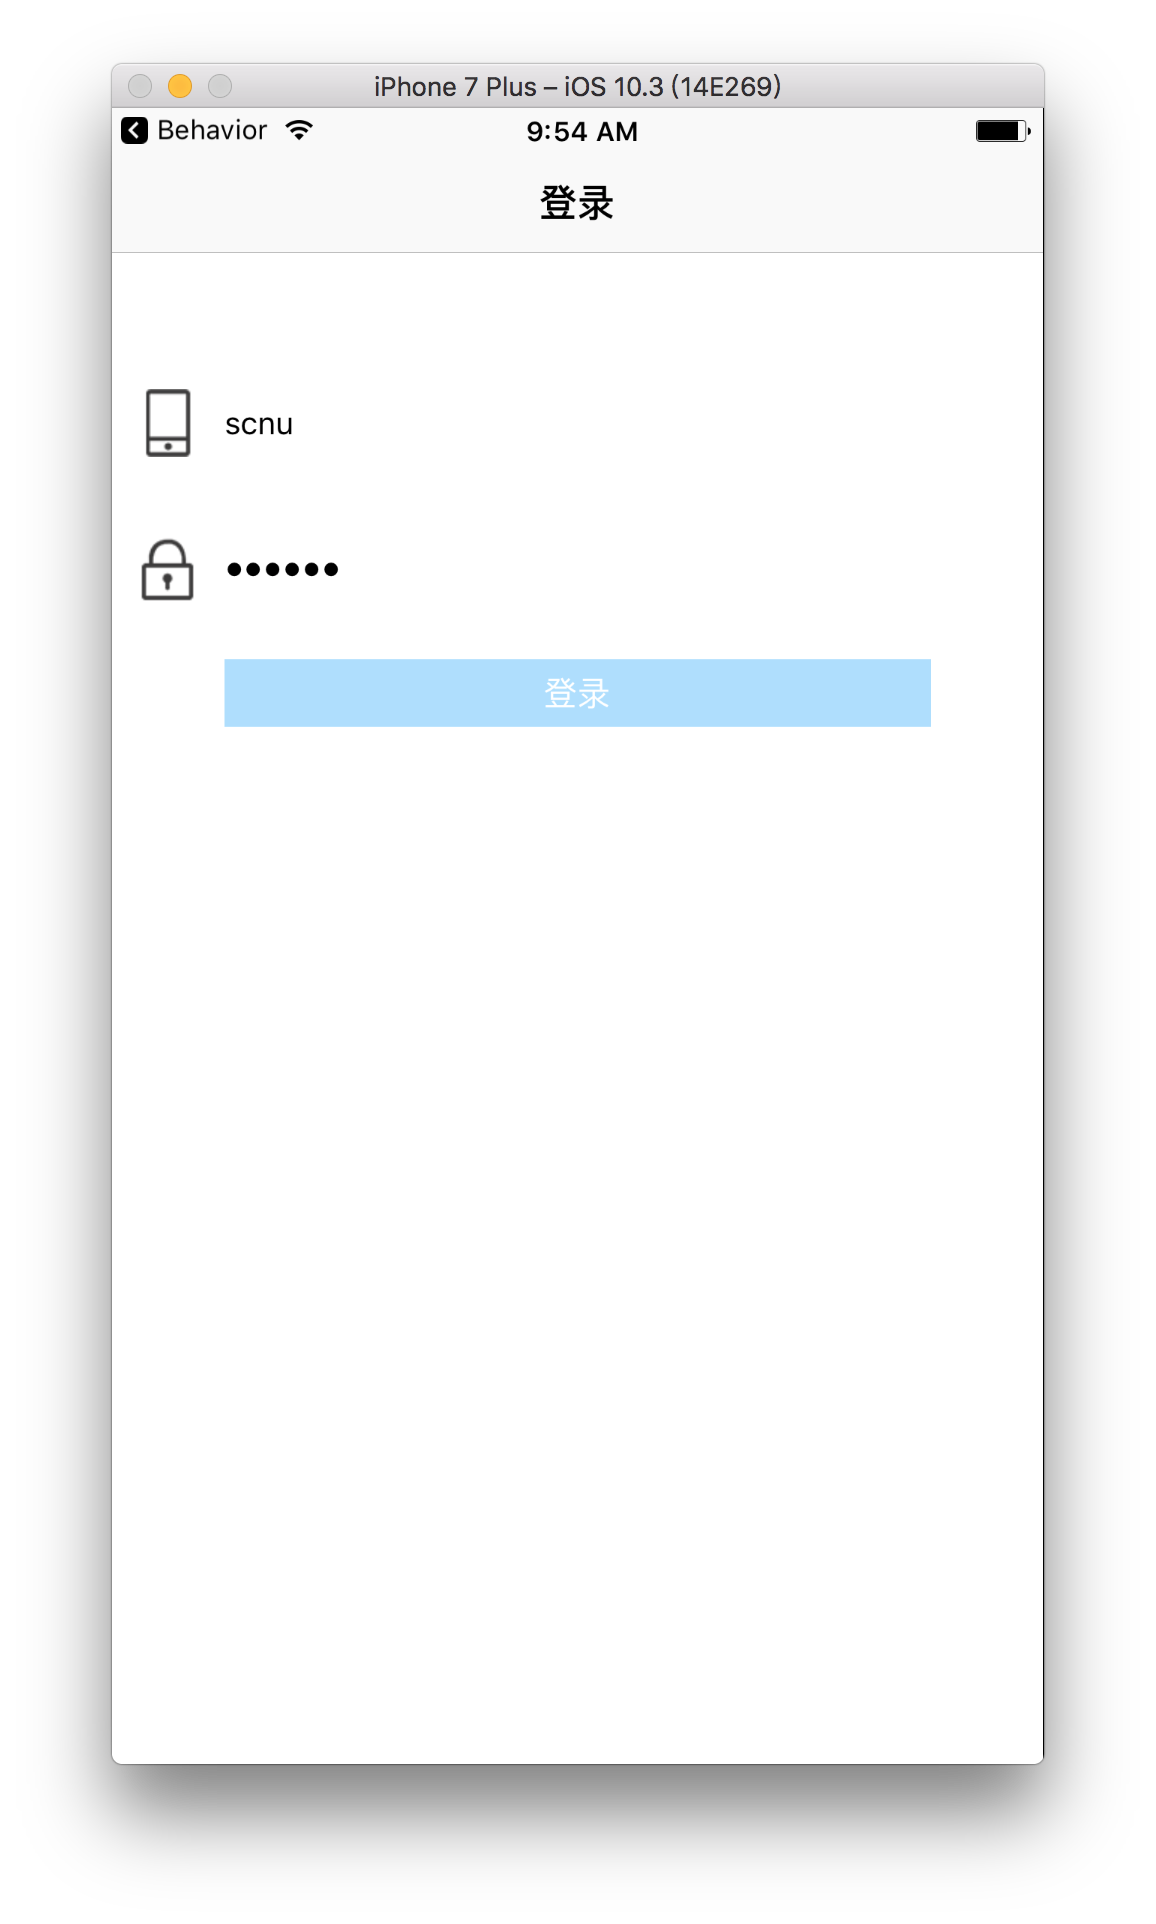 iPhone 7 Plus – iOS 10.3 (14E269)
Behavior 9:54 AM
登录
scnu
••••••
登录